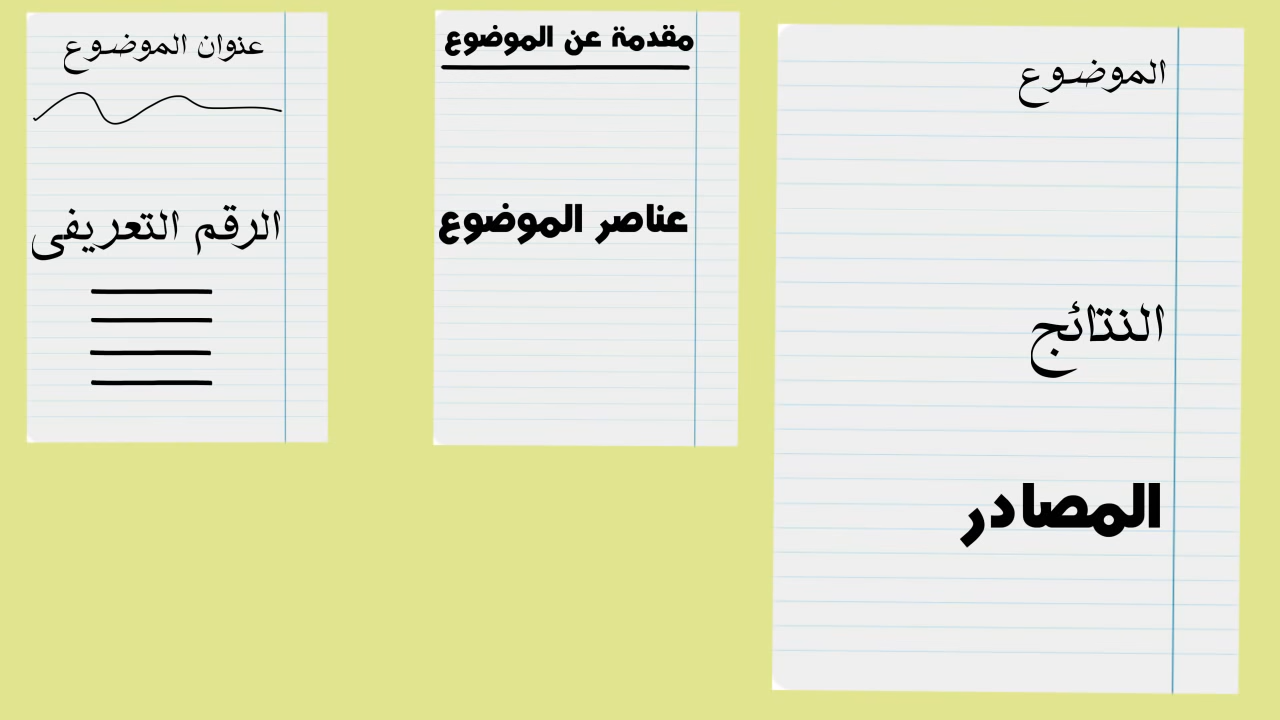 عنوان الموضوع
الرقم التعريفى
مقدمة عن الموضوع
عناصر الموضوع
الموضوع
النتائج
المصادر